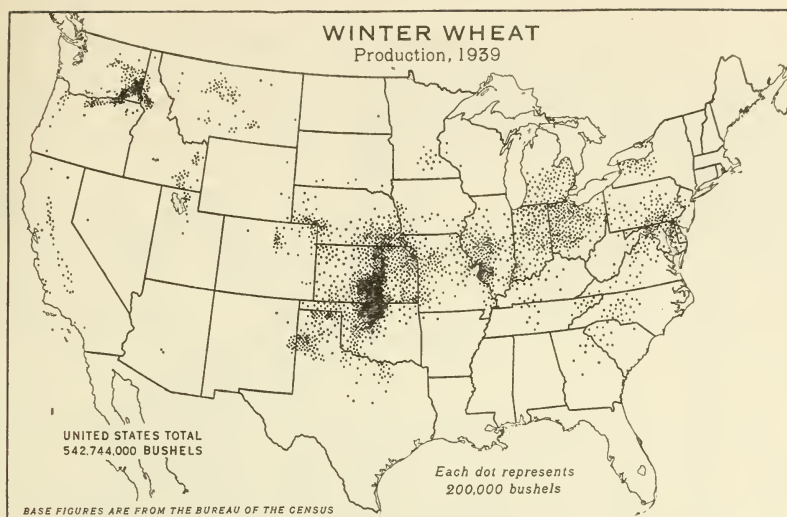 WINTER WHEAT
Production, 1939
UNITED STATES TOTAL
542,744,000 BUSHELS
Each dot represents
200,000 bushels
BASE FIGURES ARE FROM THE BUREAU OF THE CENSUS